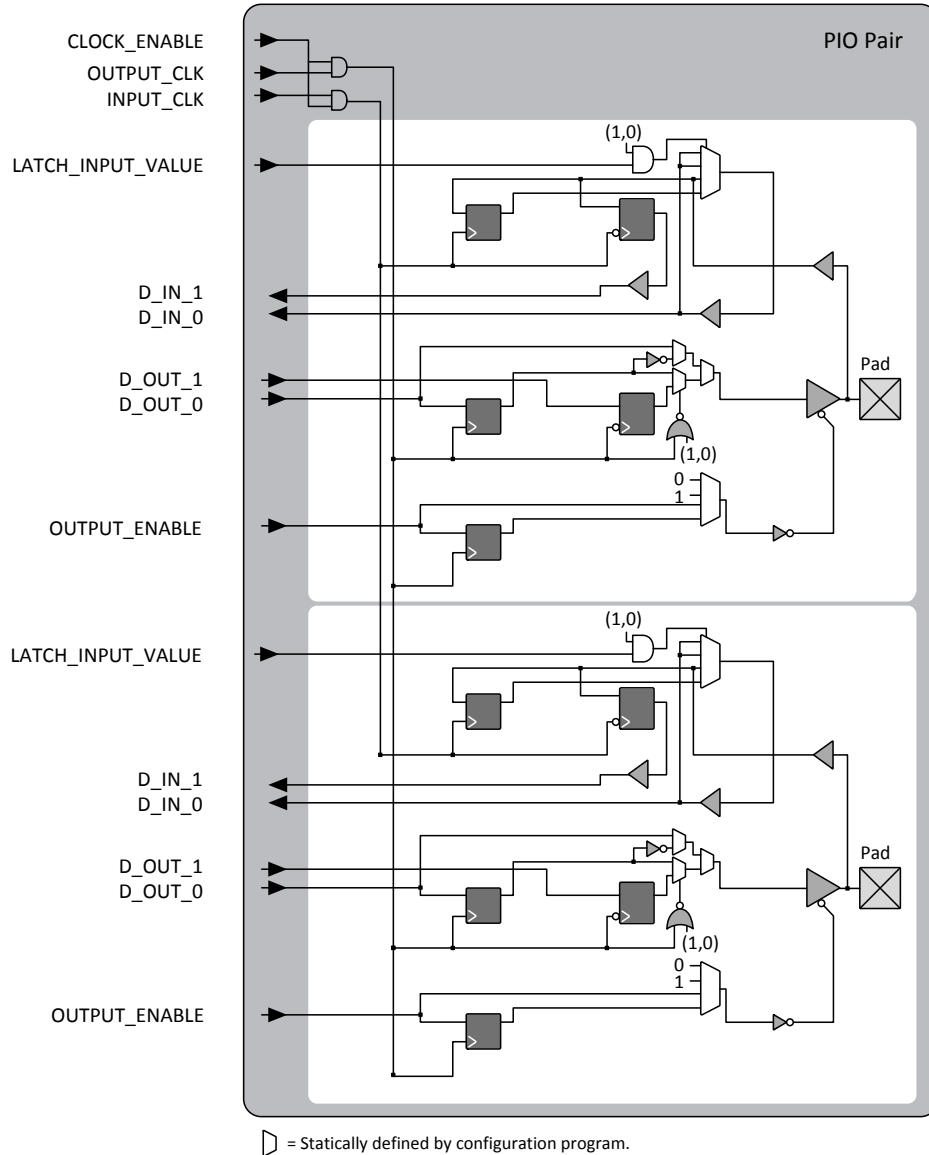 CLOCK_ENABLE
PIO Pair
OUTPUT_CLK
INPUT_CLK
(1,0)
LATCH_INPUT_VALUE
D_IN_1
D_IN_0
Pad
D_OUT_1
D_OUT_0
(1,0)
0
1
OUTPUT_ENABLE
(1,0)
LATCH_INPUT_VALUE
D_IN_1
D_IN_0
Pad
D_OUT_1
D_OUT_0
(1,0)
0
1
OUTPUT_ENABLE
= Statically defined by configuration program.